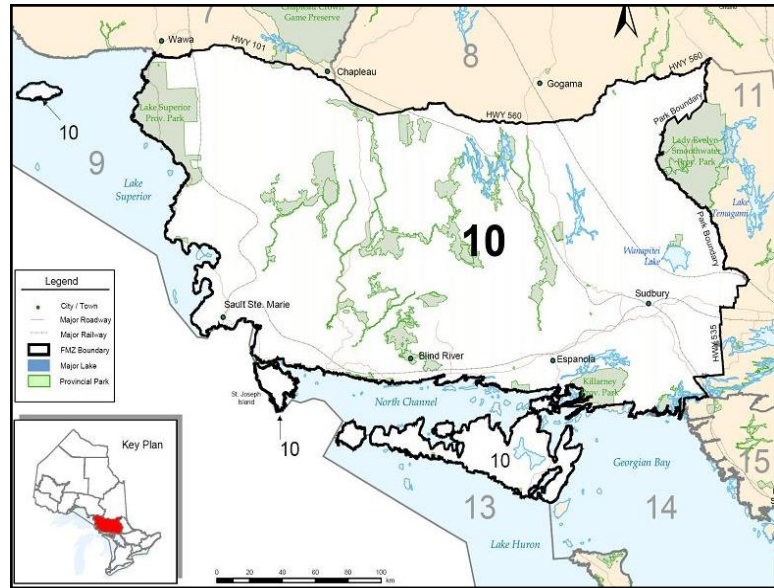 Chapleau Crown
Game Preserve
7
Wawa
HWY 101
Chapleau
8
HWY 560
Gogama
HWY 560
11
10
9
Lake Superior
Prov. Park
Lake
Superior
Park Boundary
Lady Evelyn
Smoothwater
Prov. Park
Lake
Temagami
10
Park Boundary
Wanapitei
Lake
Legend
City / Town
Major Roadway
Major Railway
FMZ Boundary
Major Lake
Provincial Park
Sault Ste. Marie
Sudbury
HWY 535
Blind River
Espanola
St. Joseph
Island
North Channel
Killarney
Prov. Park
10
10
Key Plan
13
Georgian Bay
14
15
Lake Huron
0
20
40
60
80
100
km